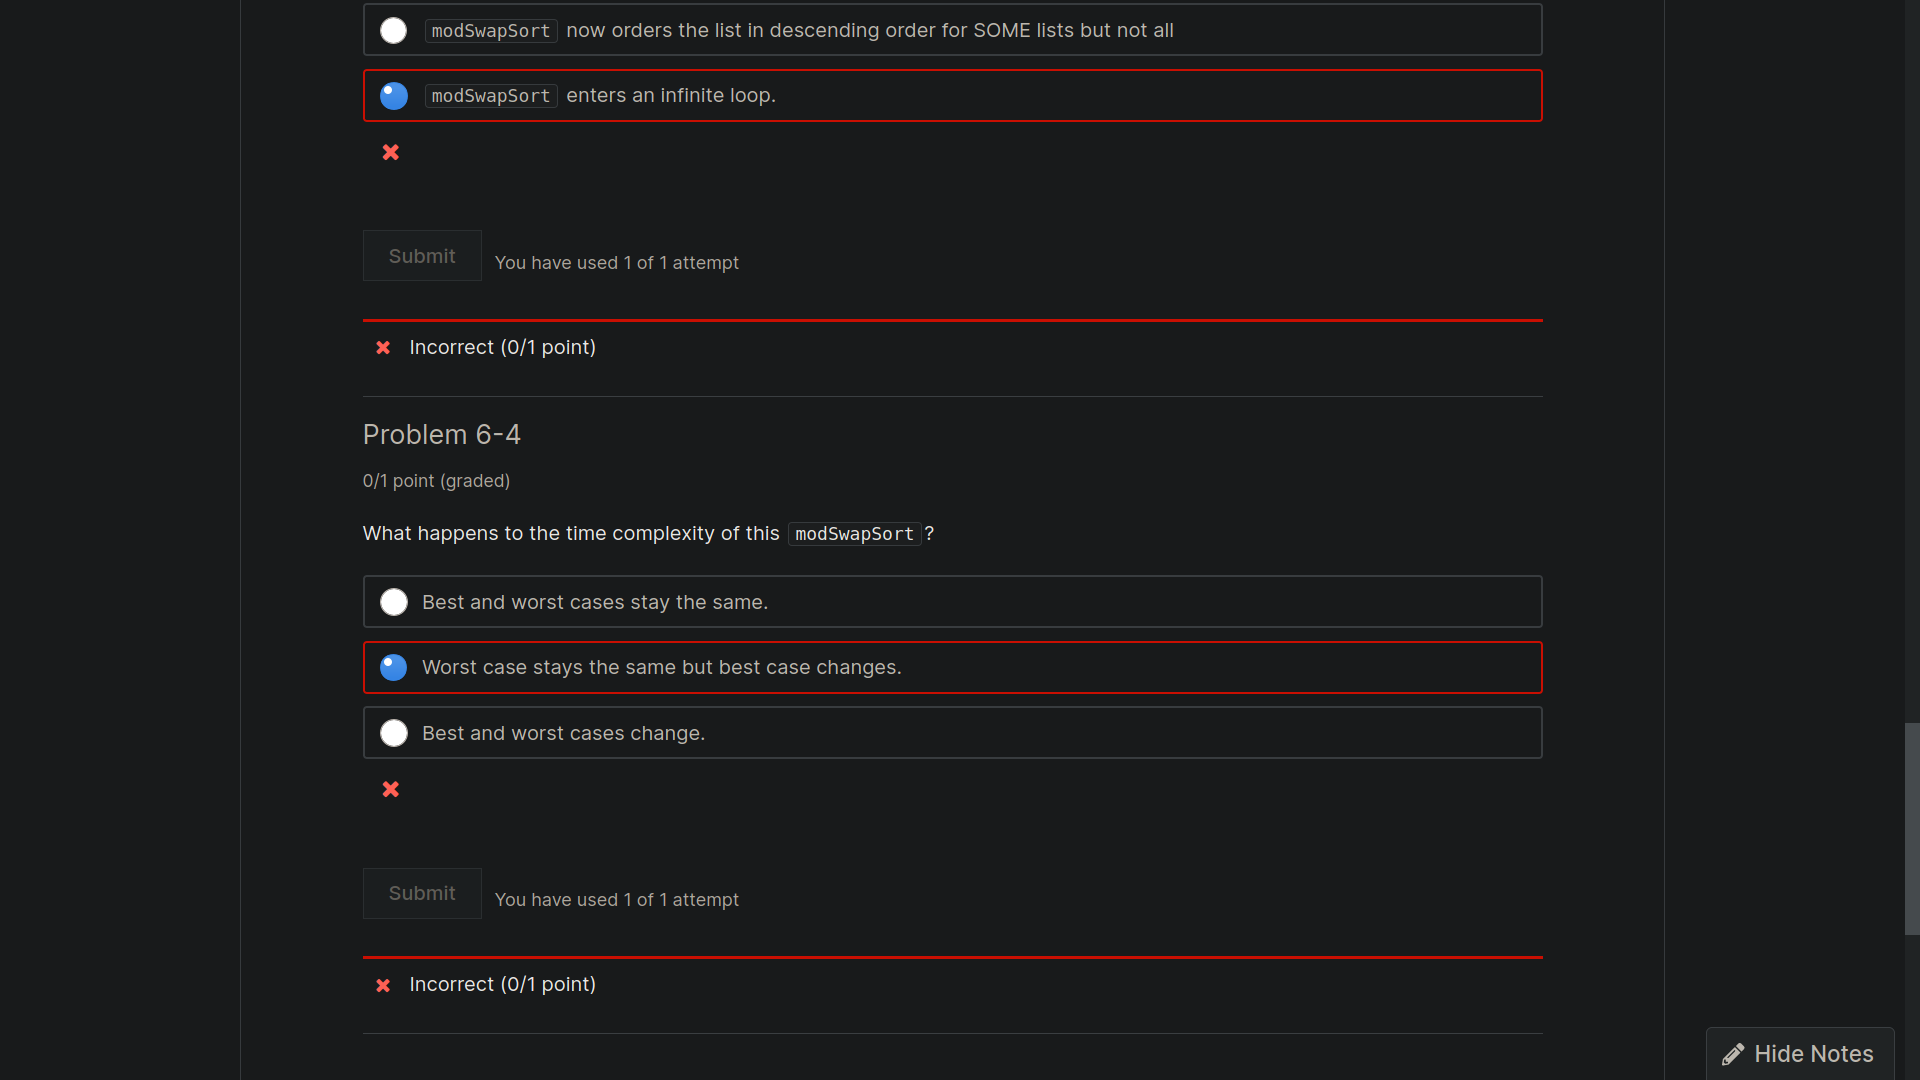 modSwapSort now orders the list in descending order for SOME lists but not all
modSwapSort enters an infinite loop.
Submit You have used 1 of 1 attempt
Incorrect (0/1 point)
Problem 6-4
0/1 point (graded)
What happens to the time complexity of this modSwapSort ?
Best and worst cases stay the same.
Worst case stays the same but best case changes.
Best and worst cases change.
Submit You have used 1 of 1 attempt
Incorrect (0/1 point)
Hide Notes